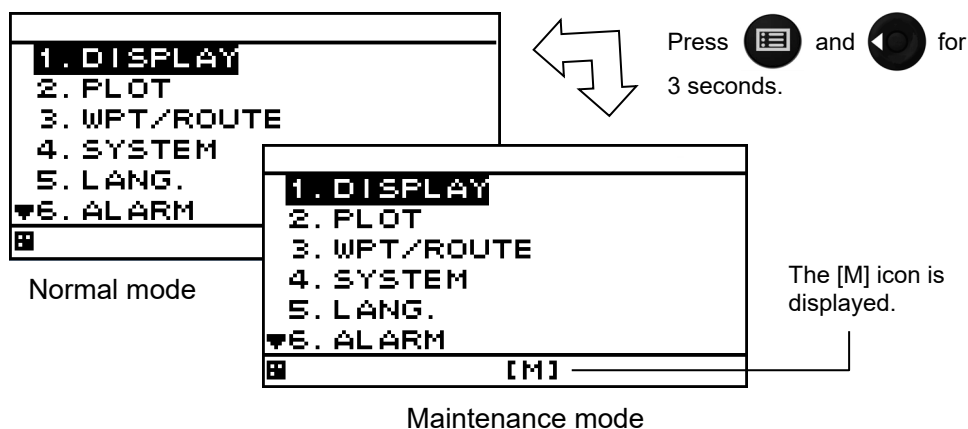 Press and for
3 seconds.
1. DISPLAY
2. PLOT
3. WPT/ROUTE
4. SYSTEM
5. LANG.
6. ALARM
Normal mode
1. DISPLAY
2. PLOT
3. WPT/ROUTE
4. SYSTEM
5. LANG.
6. ALARM
[M]
The [M] icon is
displayed.
Maintenance mode